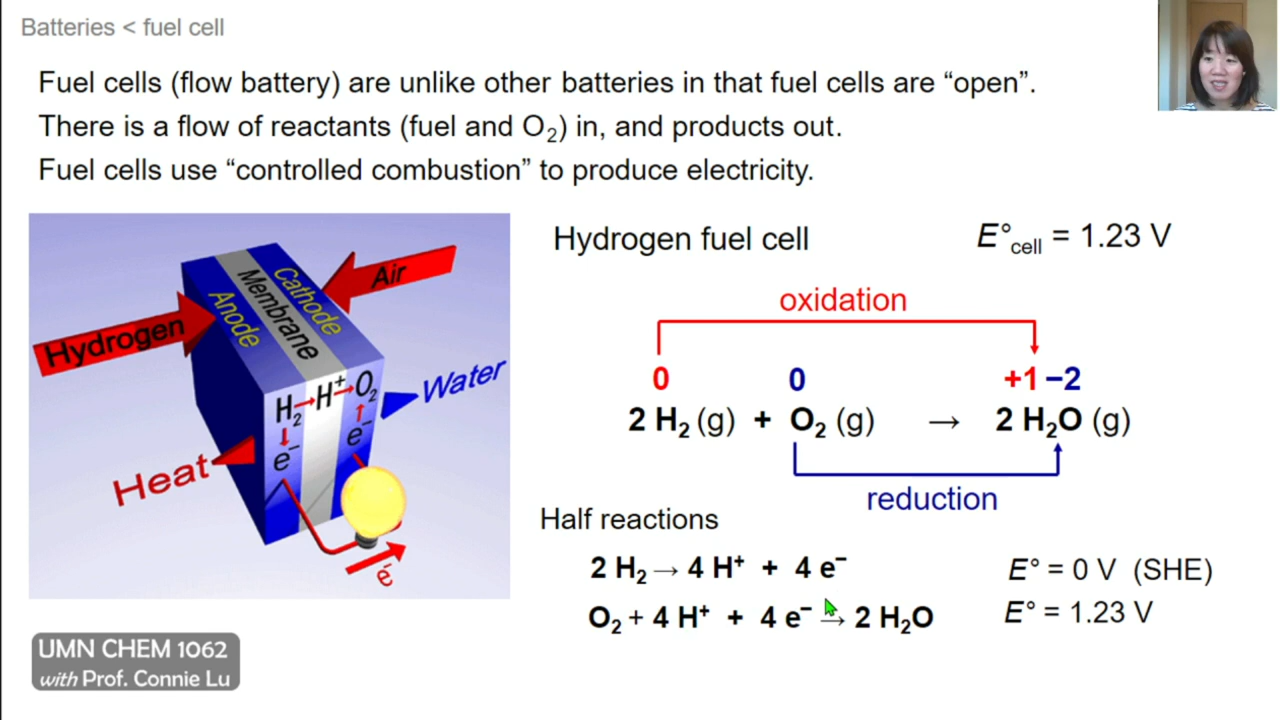 Batteries < fuel cell
Fuel cells (flow battery) are unlike other batteries in that fuel cells are “open”.
There is a flow of reactants (fuel and O₂) in, and products out.
Fuel cells use “controlled combustion” to produce electricity.
Hydrogen
Anode
Membrane
Cathode
Air
H₂→H⁺→O₂
e⁻
e⁻
Water
Heat
e⁻
Hydrogen fuel cell
E°cell = 1.23 V
oxidation
0 0 +1 −2
2 H₂ (g) + O₂ (g) → 2 H₂O (g)
reduction
Half reactions
2 H₂ → 4 H⁺ + 4 e⁻ E° = 0 V (SHE)
O₂ + 4 H⁺ + 4 e⁻ → 2 H₂O E° = 1.23 V
UMN CHEM 1062
with Prof. Connie Lu